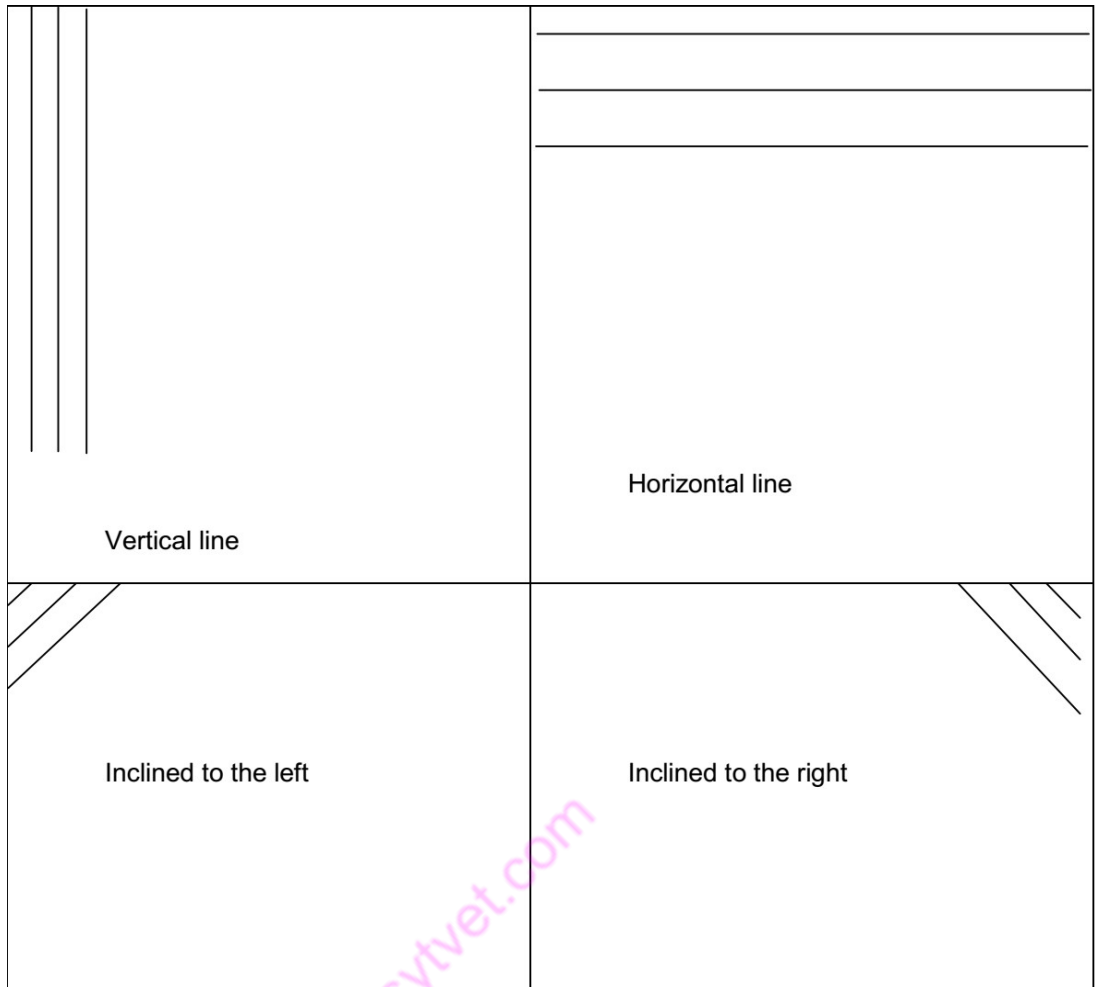 Vertical line
Horizontal line
Inclined to the left
Inclined to the right